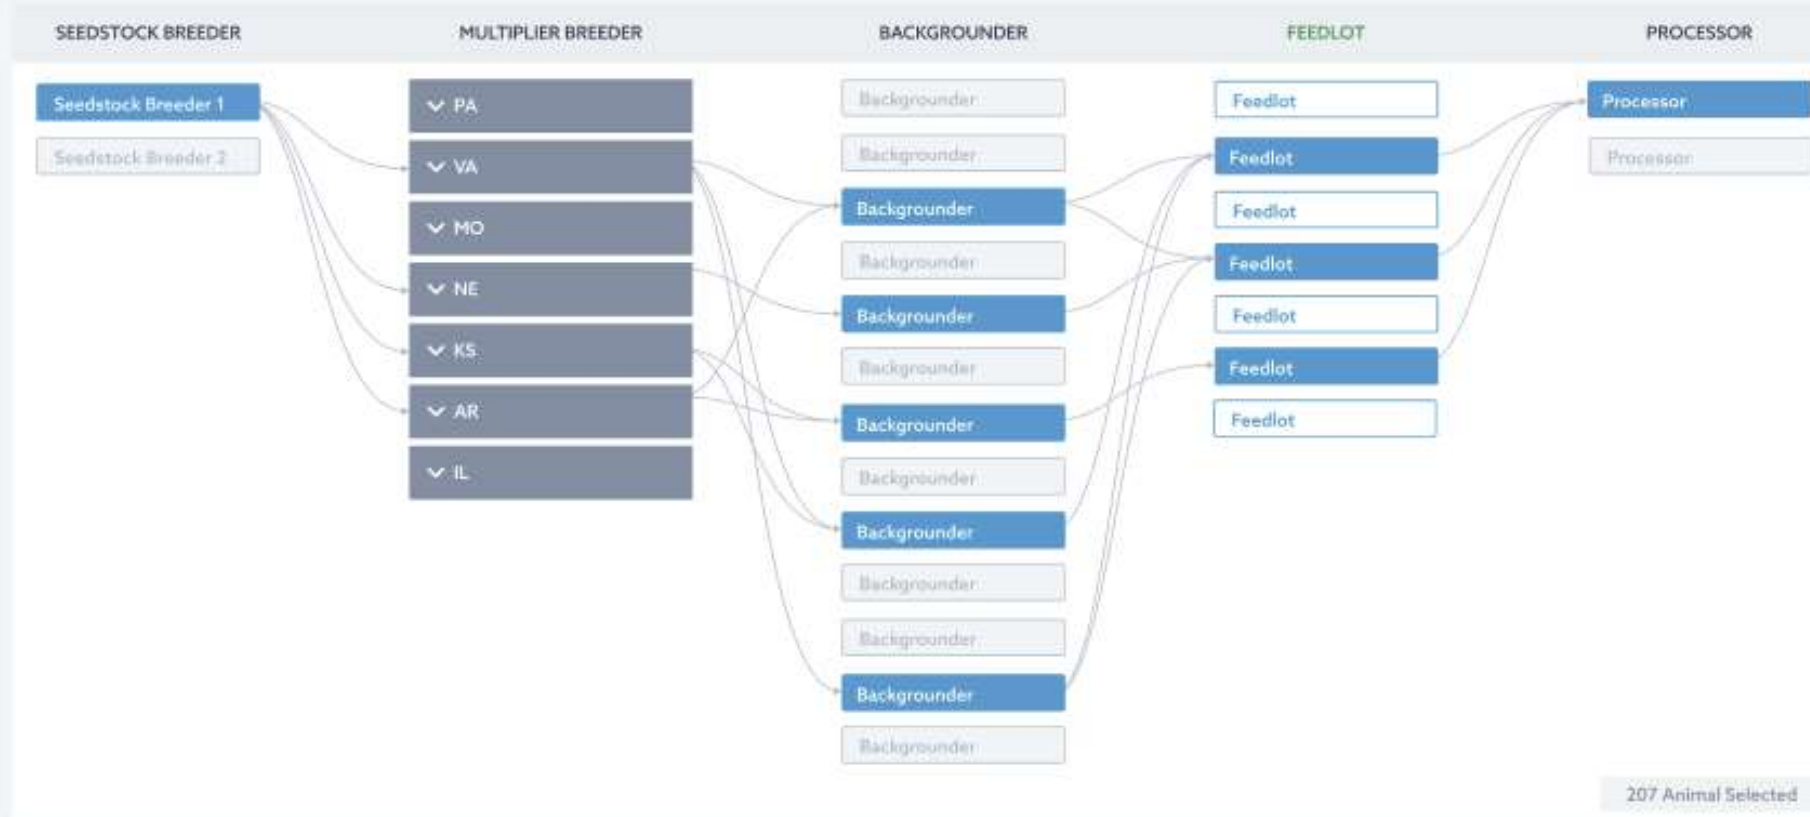 SEEDSTOCK BREEDER
MULTIPLIER BREEDER
BACKGROUNDER
FEEDLOT
PROCESSOR
Seedstock Breeder 1
Seedstock Breeder 2
PA
VA
MO
NE
KS
AR
IL
Backgrounder
Backgrounder
Backgrounder
Backgrounder
Backgrounder
Backgrounder
Backgrounder
Backgrounder
Backgrounder
Backgrounder
Backgrounder
Backgrounder
Backgrounder
Feedlot
Feedlot
Feedlot
Feedlot
Feedlot
Feedlot
Feedlot
Processor
Processor
207 Animal Selected